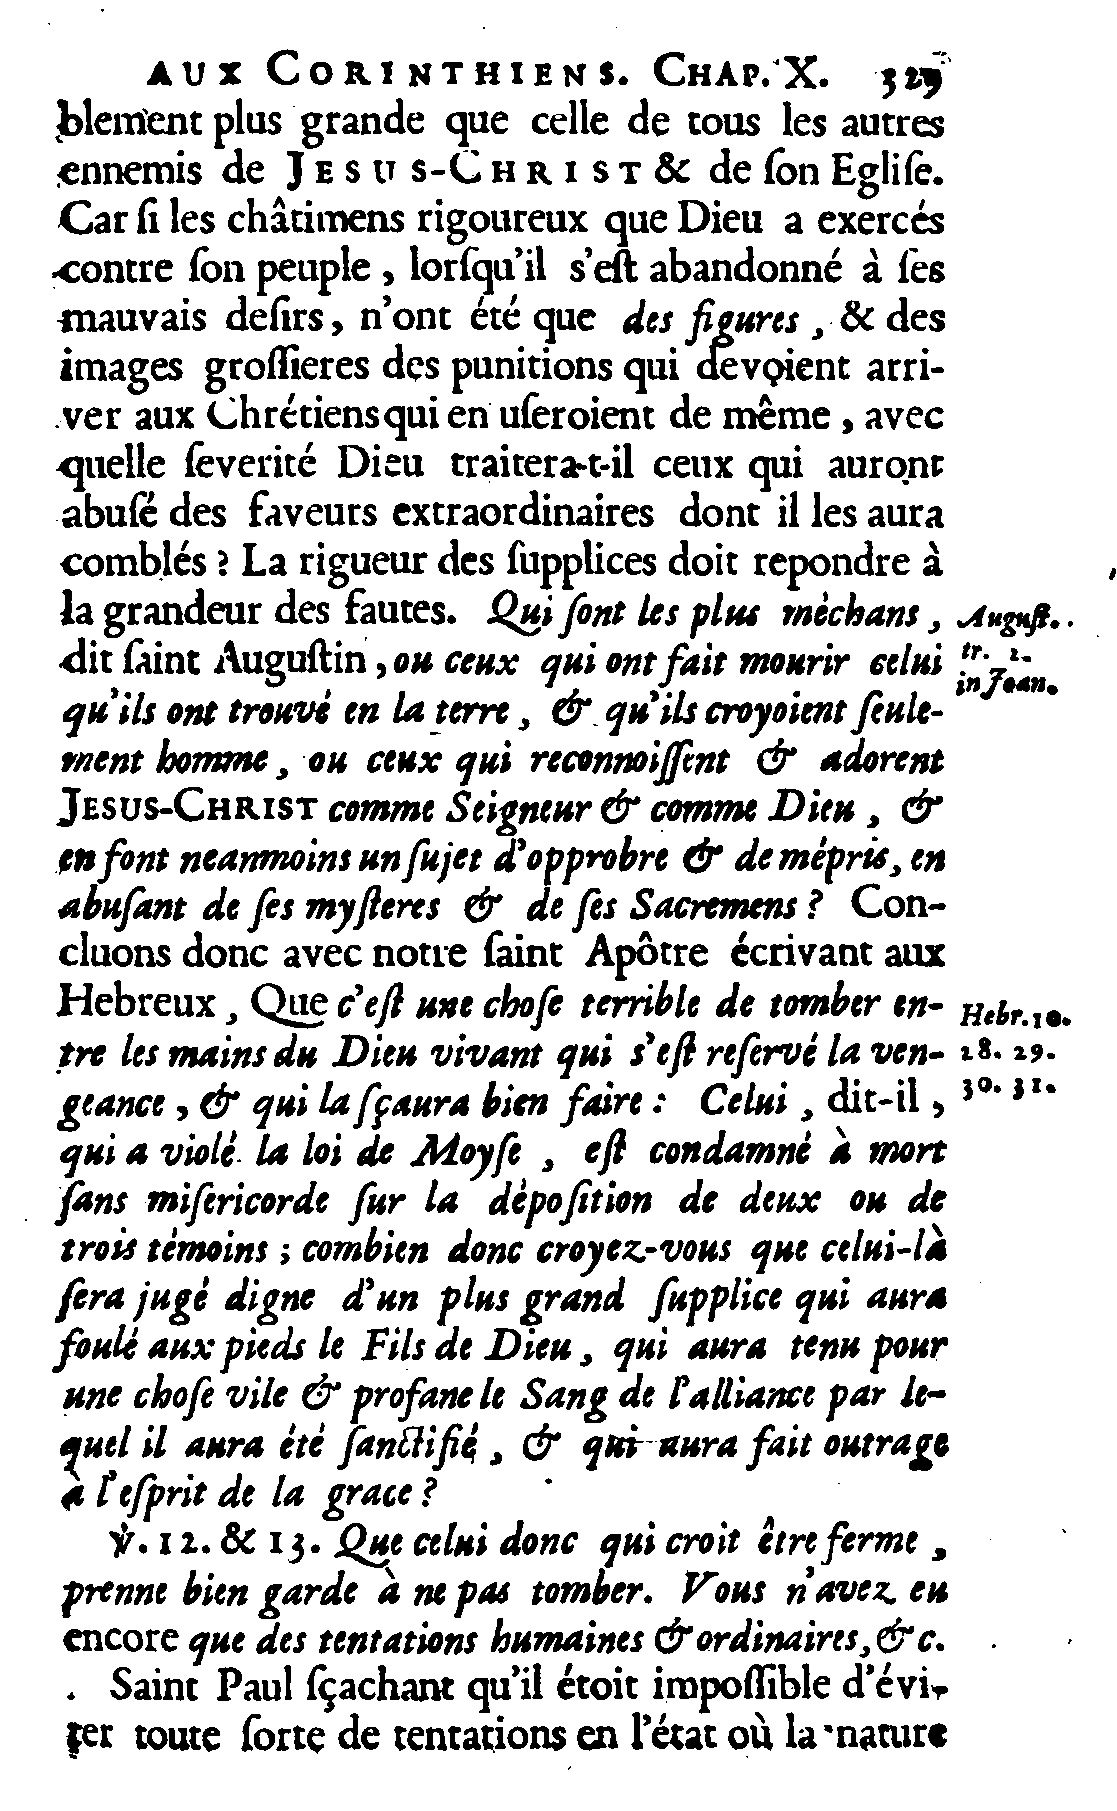 AUX CORINTHIENS. CHAP. X. 329
blement plus grande que celle de tous les autres
ennemis de JESUS-CHRIST & de ſon Egliſe.
Car ſi les châtimens rigoureux que Dieu a exercés
contre ſon peuple, lorſqu'il s'eſt abandonné à ſes
mauvais deſirs, n'ont été que des figures, & des
images groſſieres des punitions qui devoient arri-
ver aux Chrétiens qui en uſeroient de même, avec
quelle ſeverité Dieu traitera-t-il ceux qui auront
abuſé des faveurs extraordinaires dont il les aura
comblés? La rigueur des ſupplices doit repondre à
la grandeur des fautes. Qui ſont les plus mèchans,
dit ſaint Auguſtin, ou ceux qui ont fait mourir celui
qu'ils ont trouvé en la terre, & qu'ils croyoient ſeule-
ment homme, ou ceux qui reconnoiſſent & adorent
JESUS-CHRIST comme Seigneur & comme Dieu, &
en font neanmoins un ſujet d'opprobre & de mépris, en
abuſant de ſes myſteres & de ſes Sacremens? Con-
cluons donc avec notre ſaint Apôtre écrivant aux
Hebreux, Que c'eſt une choſe terrible de tomber en-
tre les mains du Dieu vivant qui s'eſt reſervé la ven-
geance, & qui la ſçaura bien faire: Celui, dit-il,
qui a violé la loi de Moyſe, eſt condamné à mort
ſans miſericorde ſur la dépoſition de deux ou de
trois témoins; combien donc croyez-vous que celui-là
ſera jugé digne d'un plus grand ſupplice qui aura
foulé aux pieds le Fils de Dieu, qui aura tenu pour
une choſe vile & profane le Sang de l'alliance par le-
quel il aura été ſanctifié, & qui aura fait outrage
à l'eſprit de la grace?
℣. 12. & 13. Que celui donc qui croit être ferme,
prenne bien garde à ne pas tomber. Vous n'avez eu
encore que des tentations humaines & ordinaires, &c.
Saint Paul ſçachant qu'il étoit impoſſible d'évi-
ter toute ſorte de tentations en l'état où la nature
Auguſt.
tr. 2.
in Joan.
Hebr. 10.
28. 29.
30. 31.